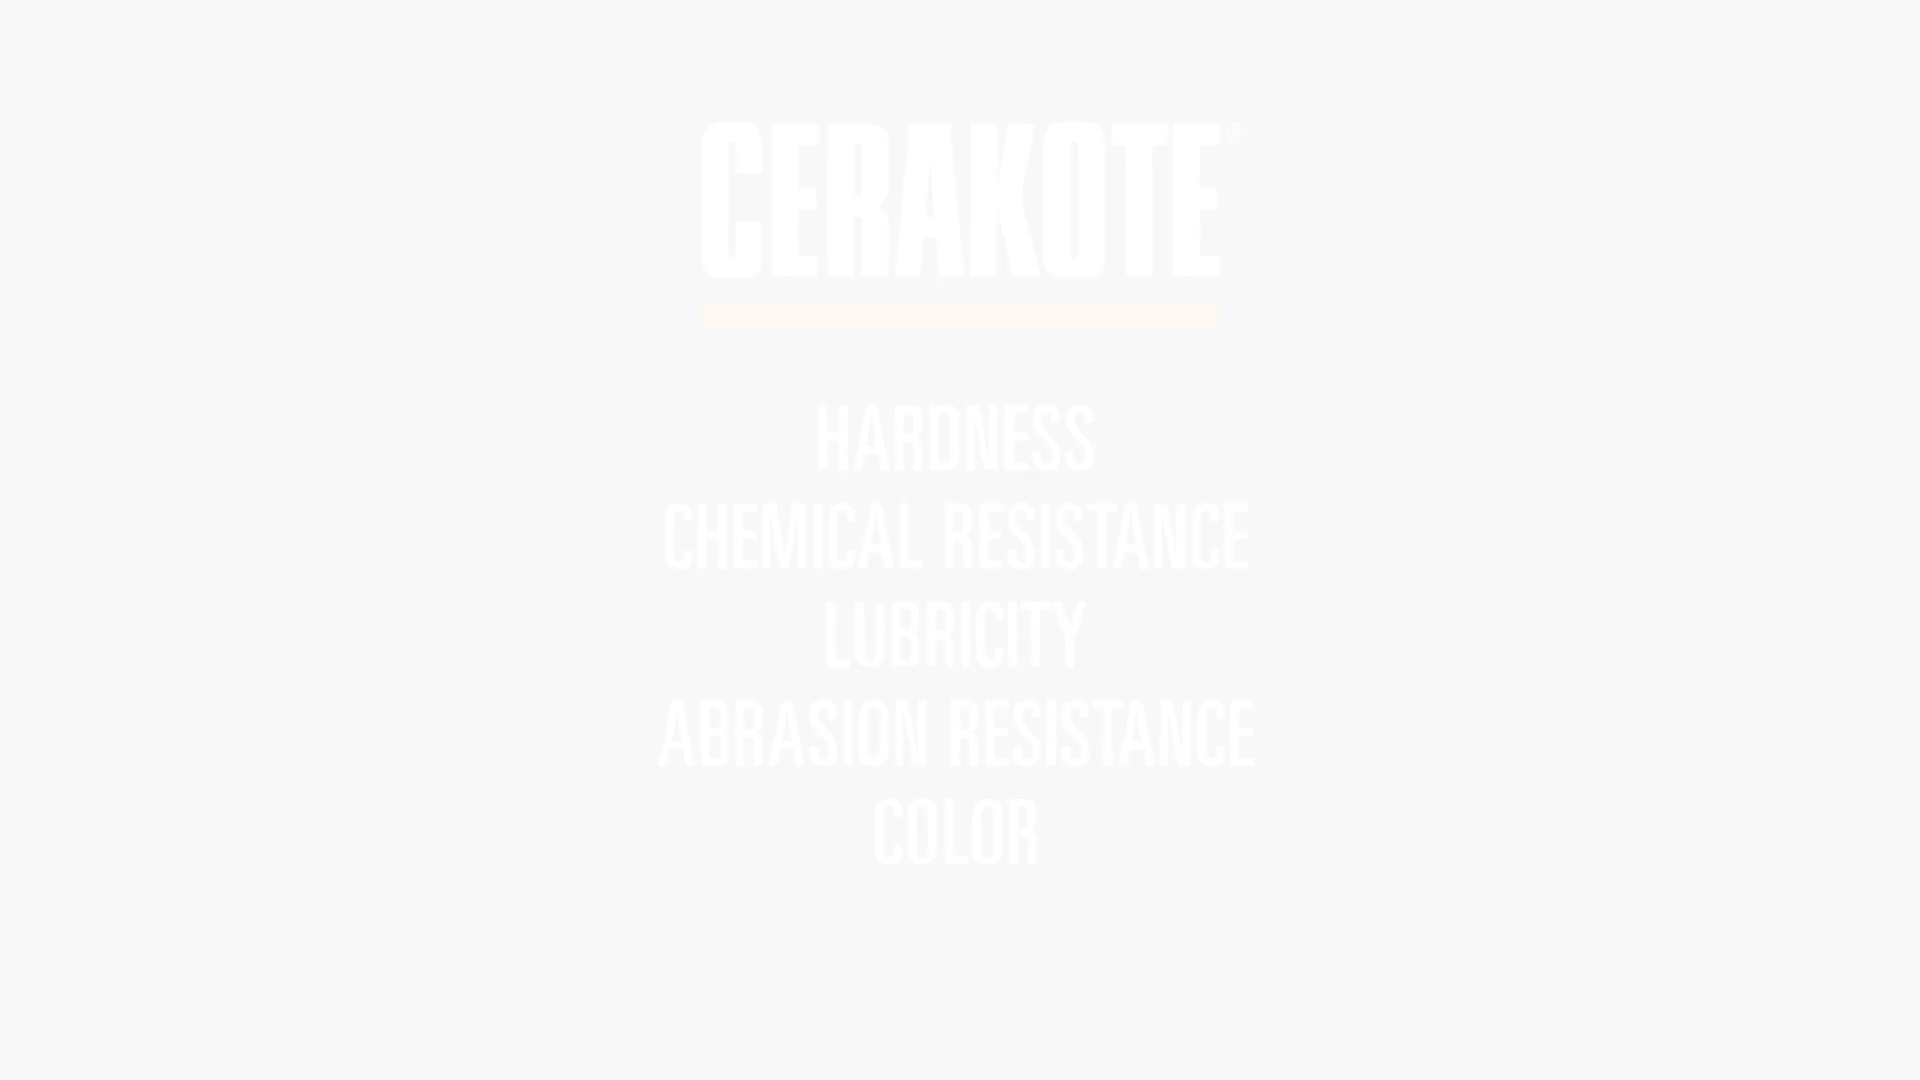 CERAKOTE®
HARDNESS
CHEMICAL RESISTANCE
LUBRICITY
ABRASION RESISTANCE
COLOR